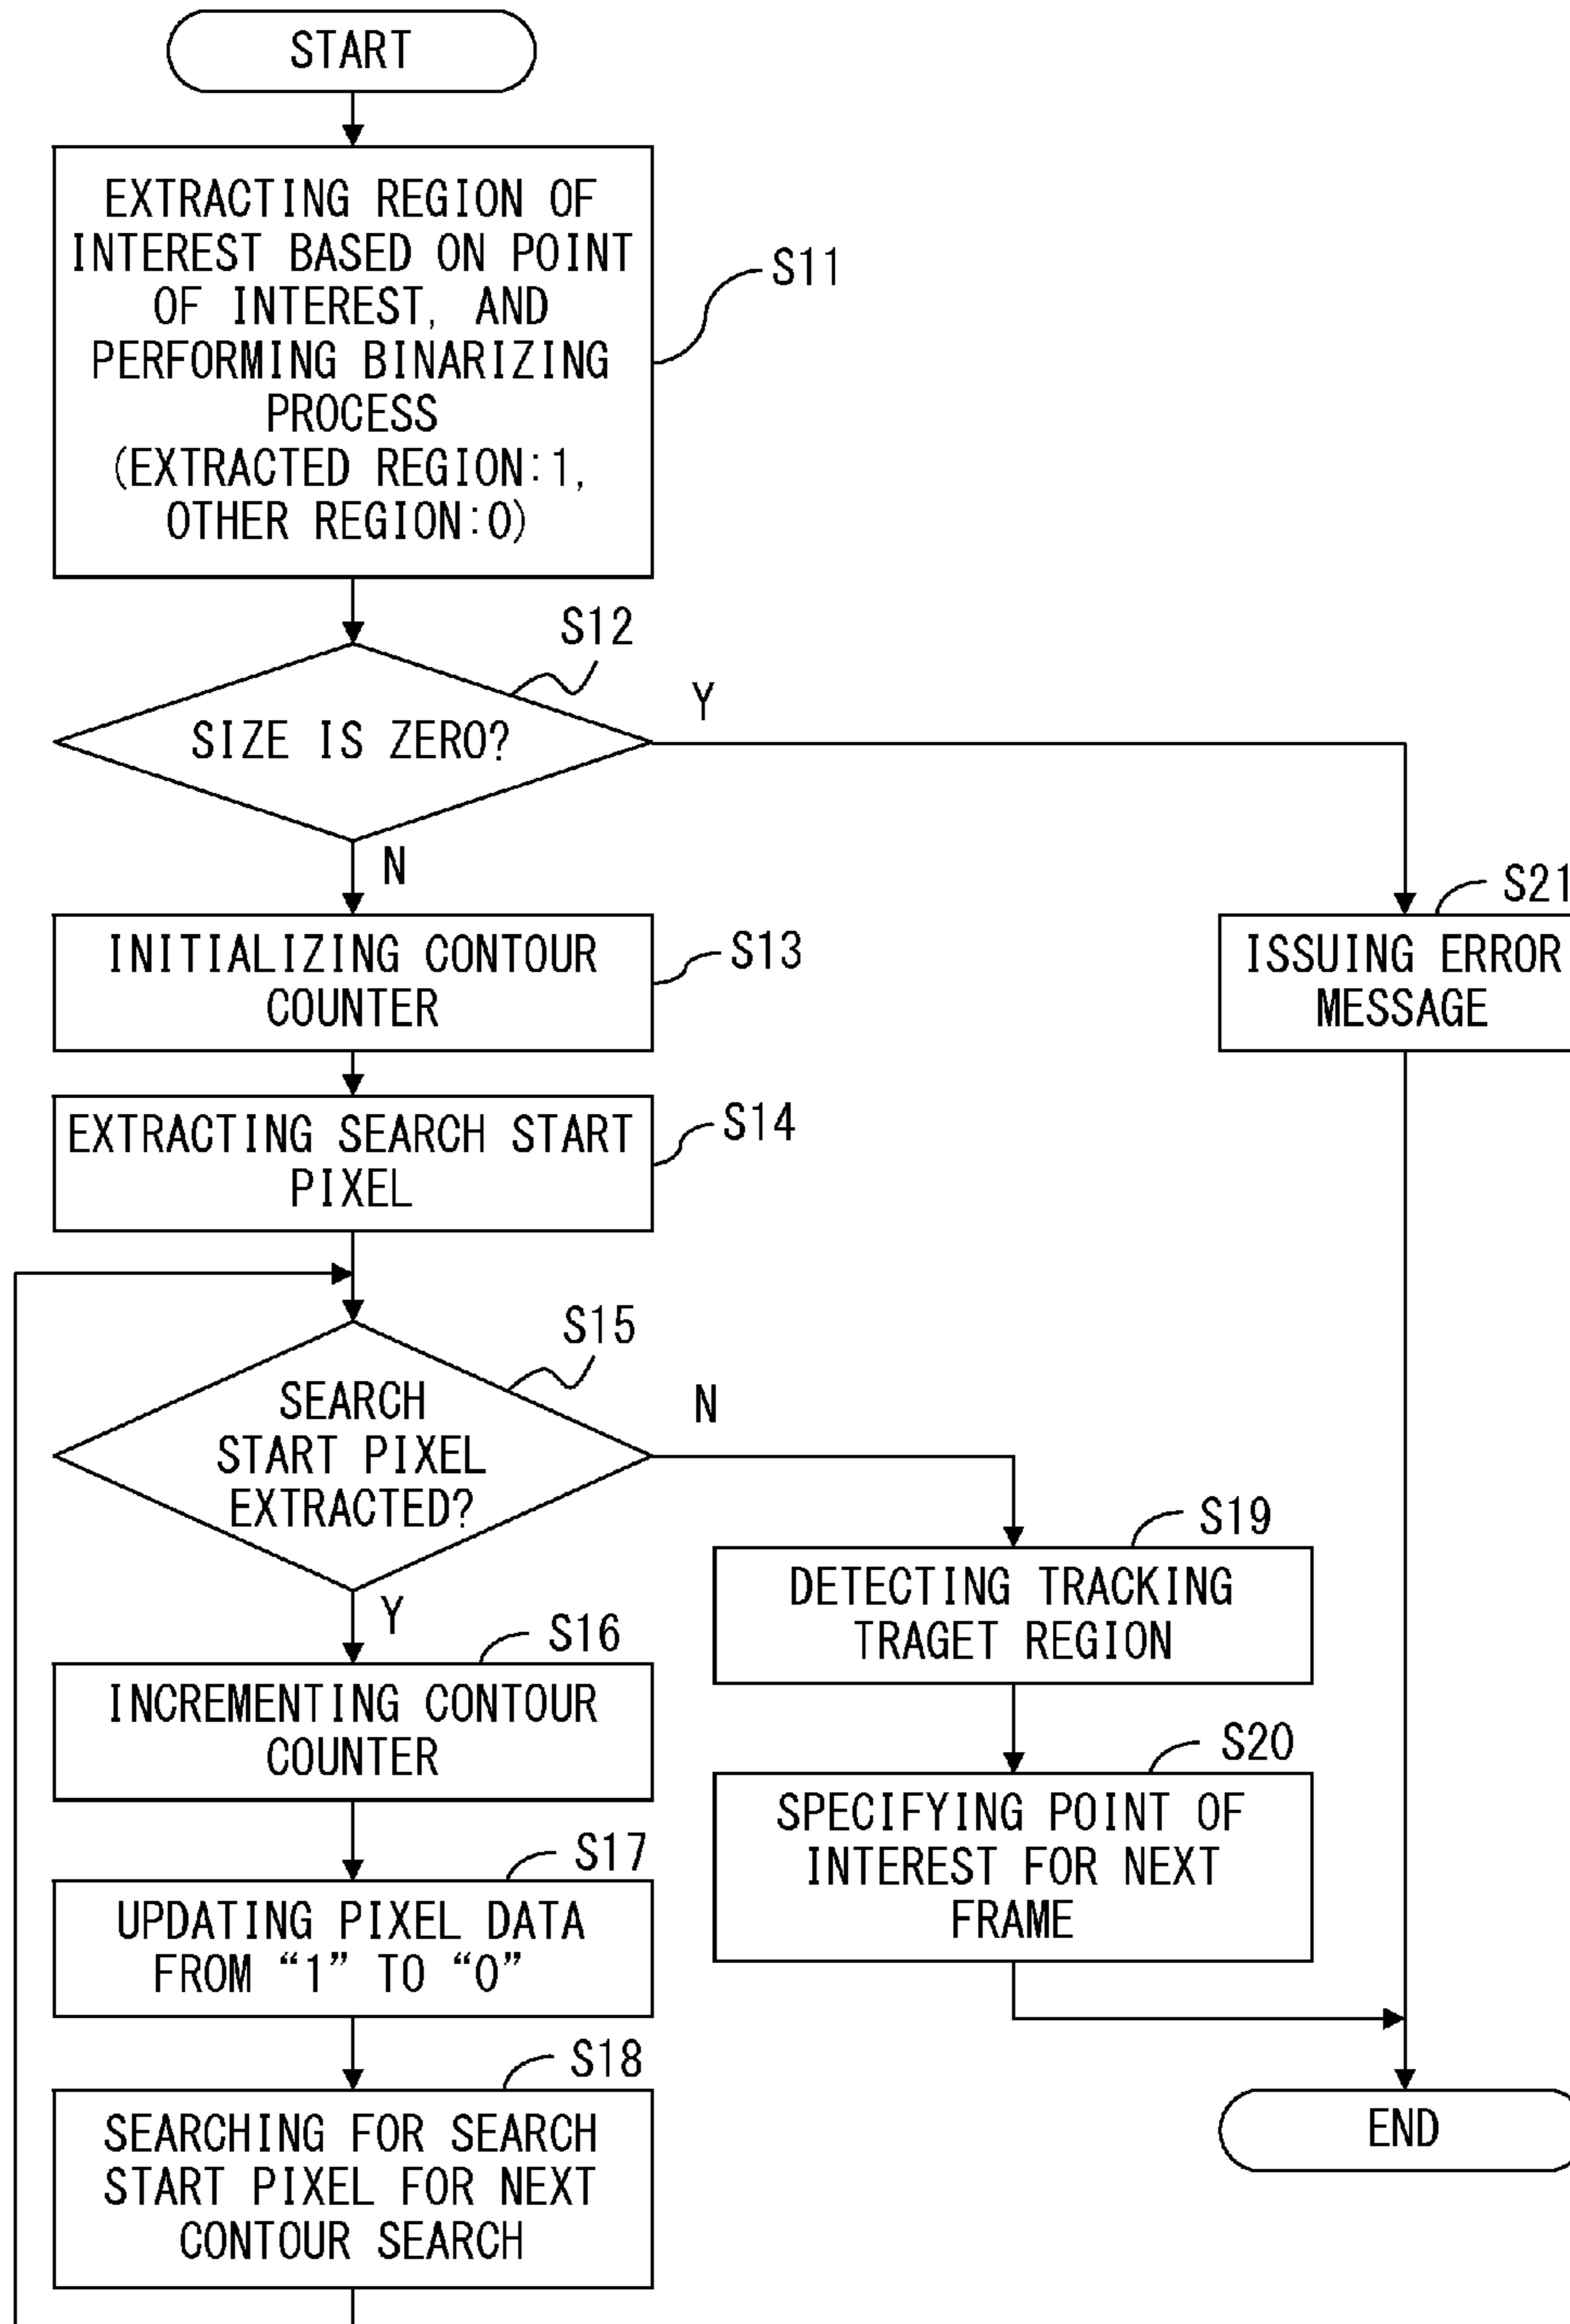 START
EXTRACTING REGION OF
INTEREST BASED ON POINT
OF INTEREST, AND
PERFORMING BINARIZING
PROCESS
(EXTRACTED REGION:1,
OTHER REGION:0)
S11
S12
SIZE IS ZERO?
Y
N
INITIALIZING CONTOUR
COUNTER
S13
S21
ISSUING ERROR
MESSAGE
EXTRACTING SEARCH START
PIXEL
S14
S15
SEARCH
START PIXEL
EXTRACTED?
N
Y
S16
INCREMENTING CONTOUR
COUNTER
S17
UPDATING PIXEL DATA
FROM “1” TO “0”
S18
SEARCHING FOR SEARCH
START PIXEL FOR NEXT
CONTOUR SEARCH
S19
DETECTING TRACKING
TRAGET REGION
S20
SPECIFYING POINT OF
INTEREST FOR NEXT
FRAME
END